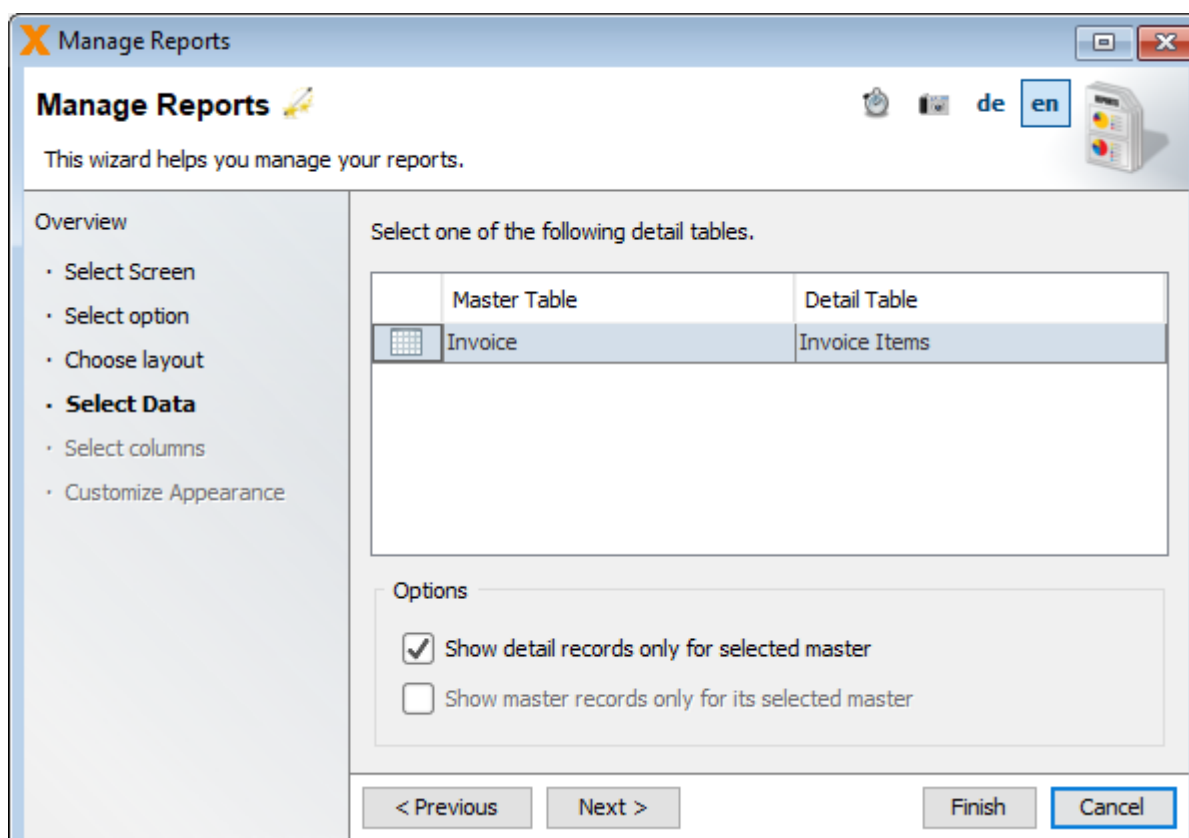 Manage Reports
Manage Reports
de en
This wizard helps you manage your reports.
Overview
· Select Screen
· Select option
· Choose layout
· Select Data
· Select columns
· Customize Appearance
Select one of the following detail tables.
Master Table Detail Table
Invoice Invoice Items
Options
Show detail records only for selected master
Show master records only for its selected master
< Previous Next > Finish Cancel